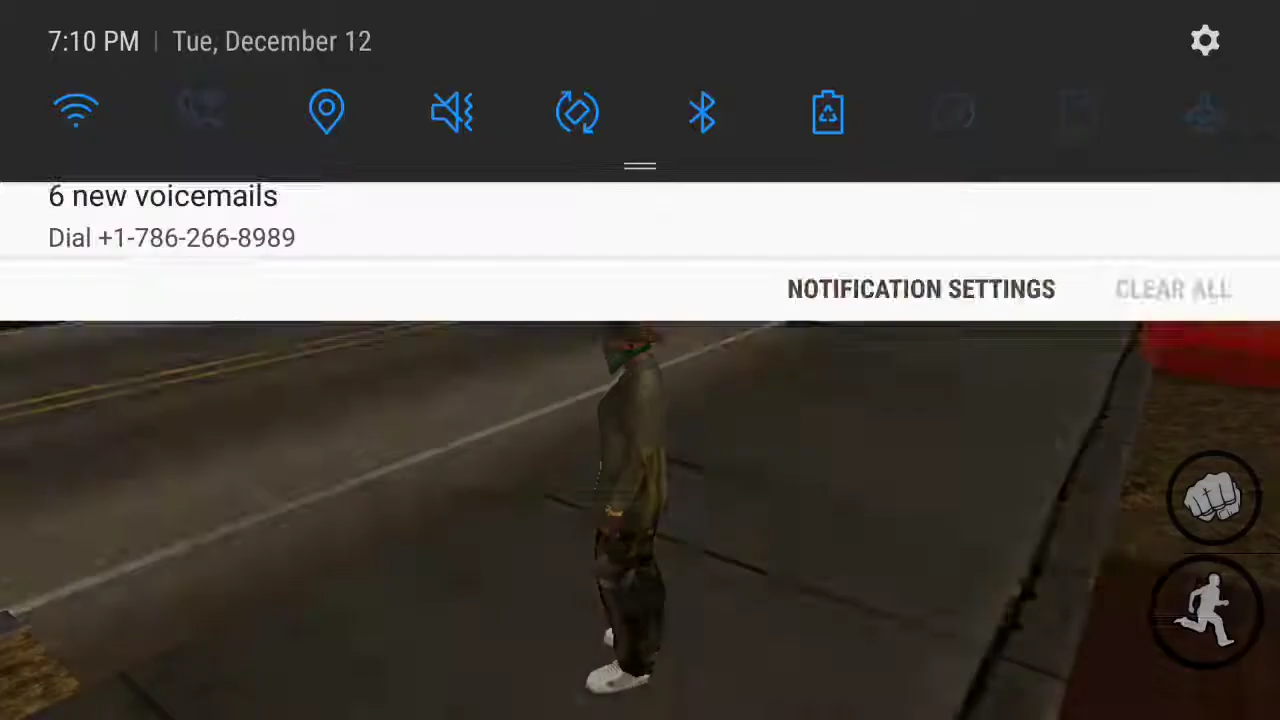 7:10 PM | Tue, December 12
6 new voicemails
Dial +1-786-266-8989
NOTIFICATION SETTINGS
CLEAR ALL